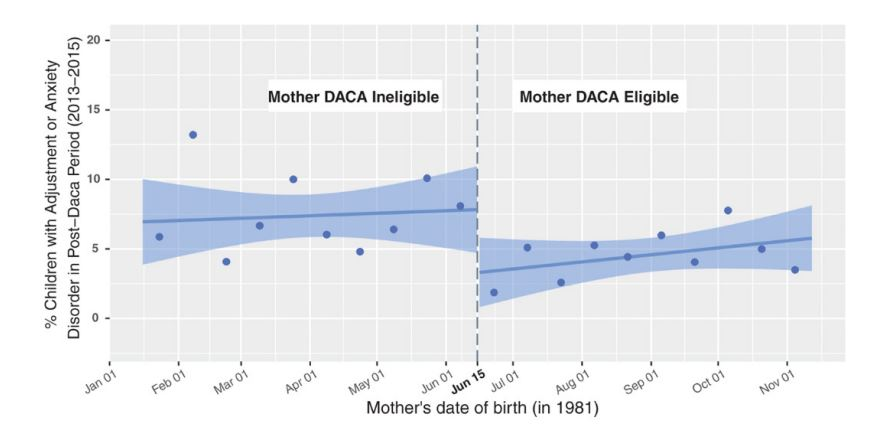 % Children with Adjustment or Anxiety
Disorder in Post–Daca Period (2013–2015)
20
15
10
5
0
Mother DACA Ineligible
Mother DACA Eligible
Jan 01
Feb 01
Mar 01
Apr 01
May 01
Jun 01
Jun 15
Jul 01
Aug 01
Sep 01
Oct 01
Nov 01
Mother's date of birth (in 1981)